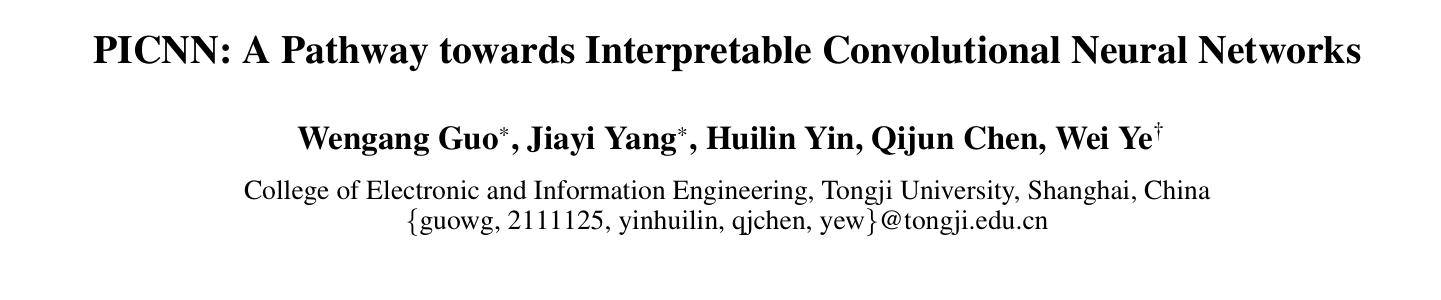 PICNN: A Pathway towards Interpretable Convolutional Neural Networks
Wengang Guo*, Jiayi Yang*, Huilin Yin, Qijun Chen, Wei Ye†
College of Electronic and Information Engineering, Tongji University, Shanghai, China
{guowg, 2111125, yinhuilin, qjchen, yew}@tongji.edu.cn